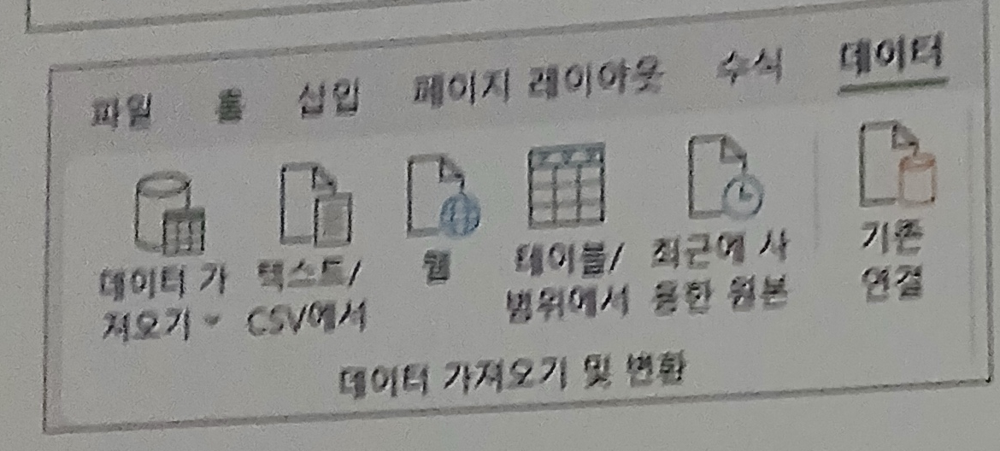 파일 홈 삽입 페이지 레이아웃 수식 데이터
데이터 가 텍스트/ 웹 테이블/ 최근에 사 기존
져오기 CSV에서 범위에서 용한 원본 연결
데이터 가져오기 및 변환